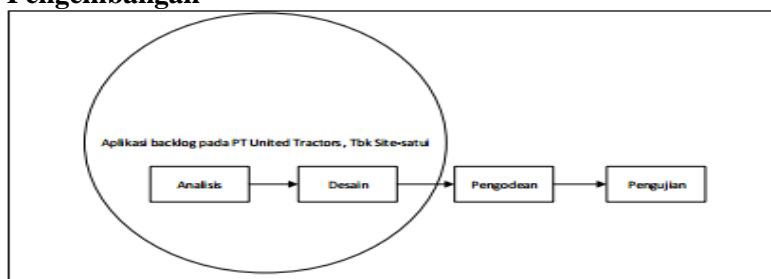 Pengembangan
Aplikasi backlog pada PT United Tractors, Tbk Site-satui
Analisis
Desain
Pengodean
Pengujian